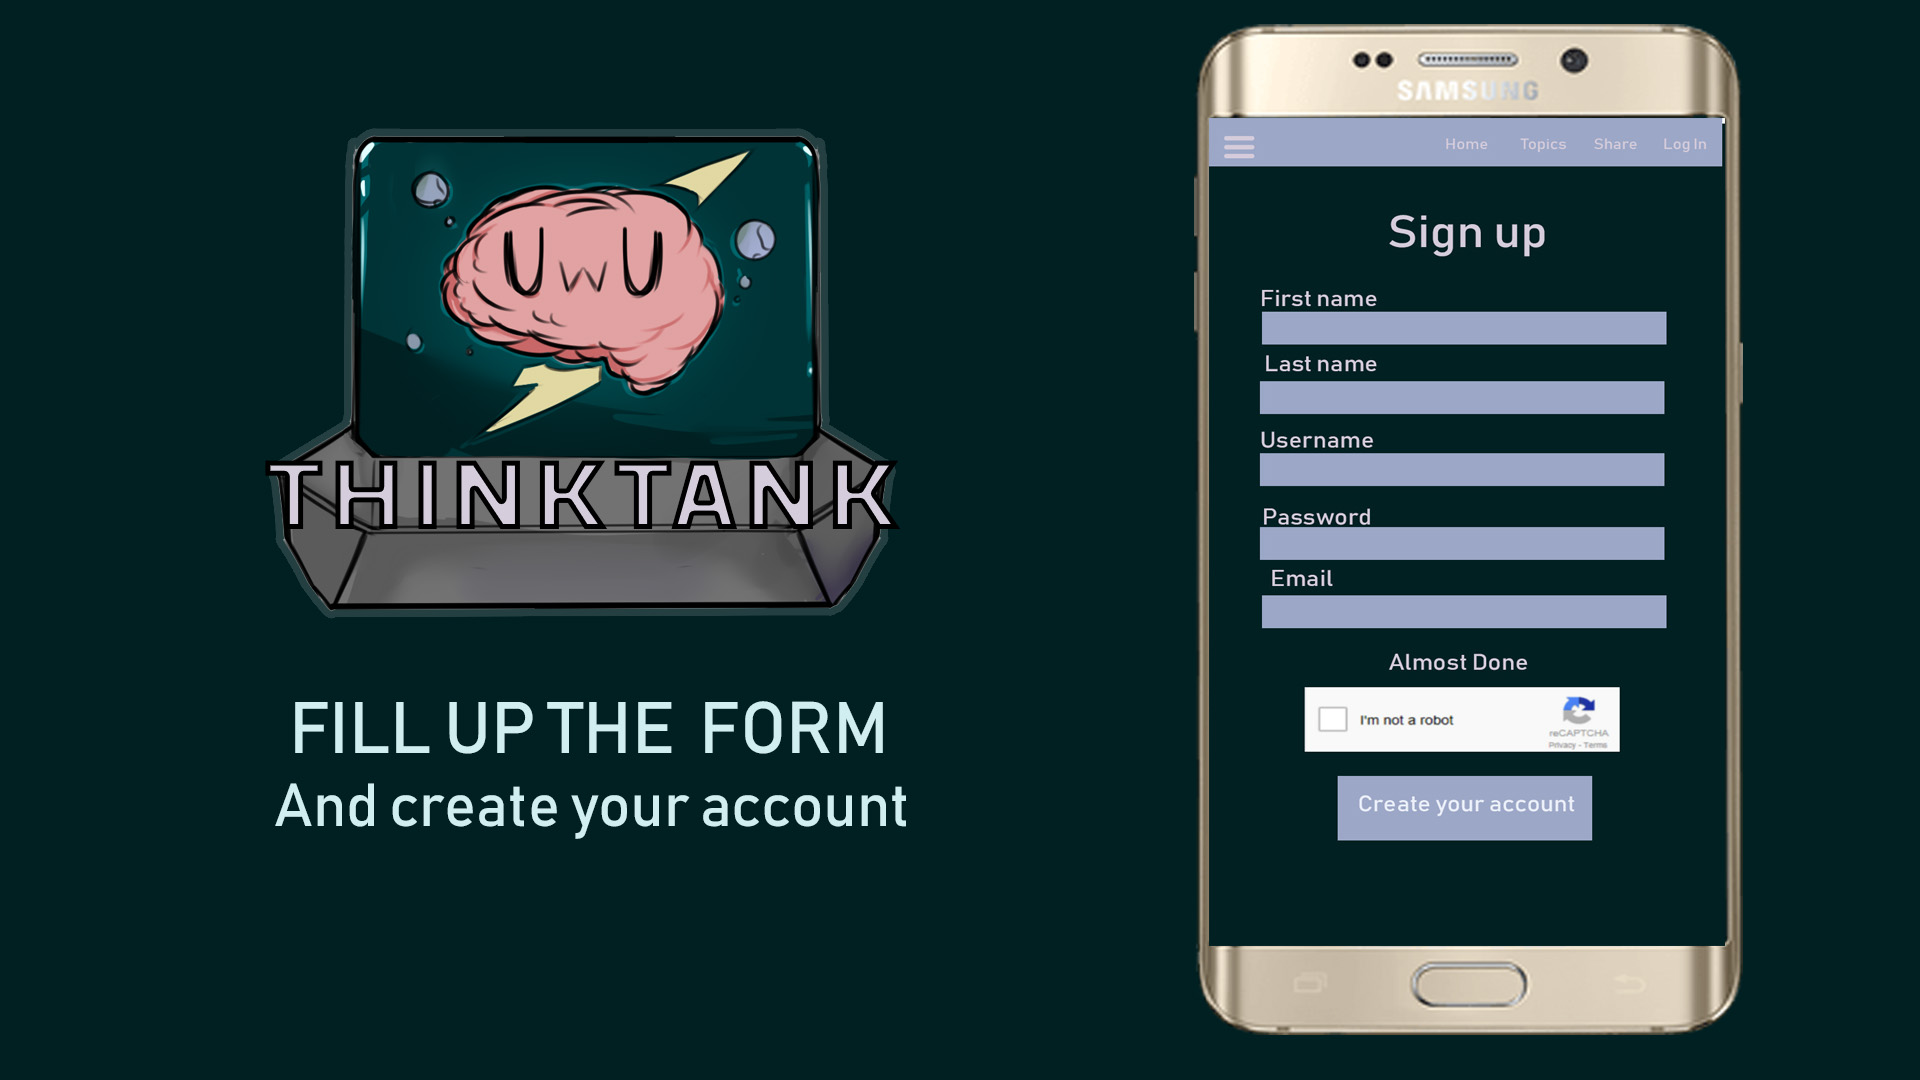 UwU
THINKTANK
FILL UP THE FORM
And create your account
SAMSUNG
Home Topics Share Log In
Sign up
First name
Last name
Username
Password
Email
Almost Done
I'm not a robot
reCAPTCHA
Privacy - Terms
Create your account